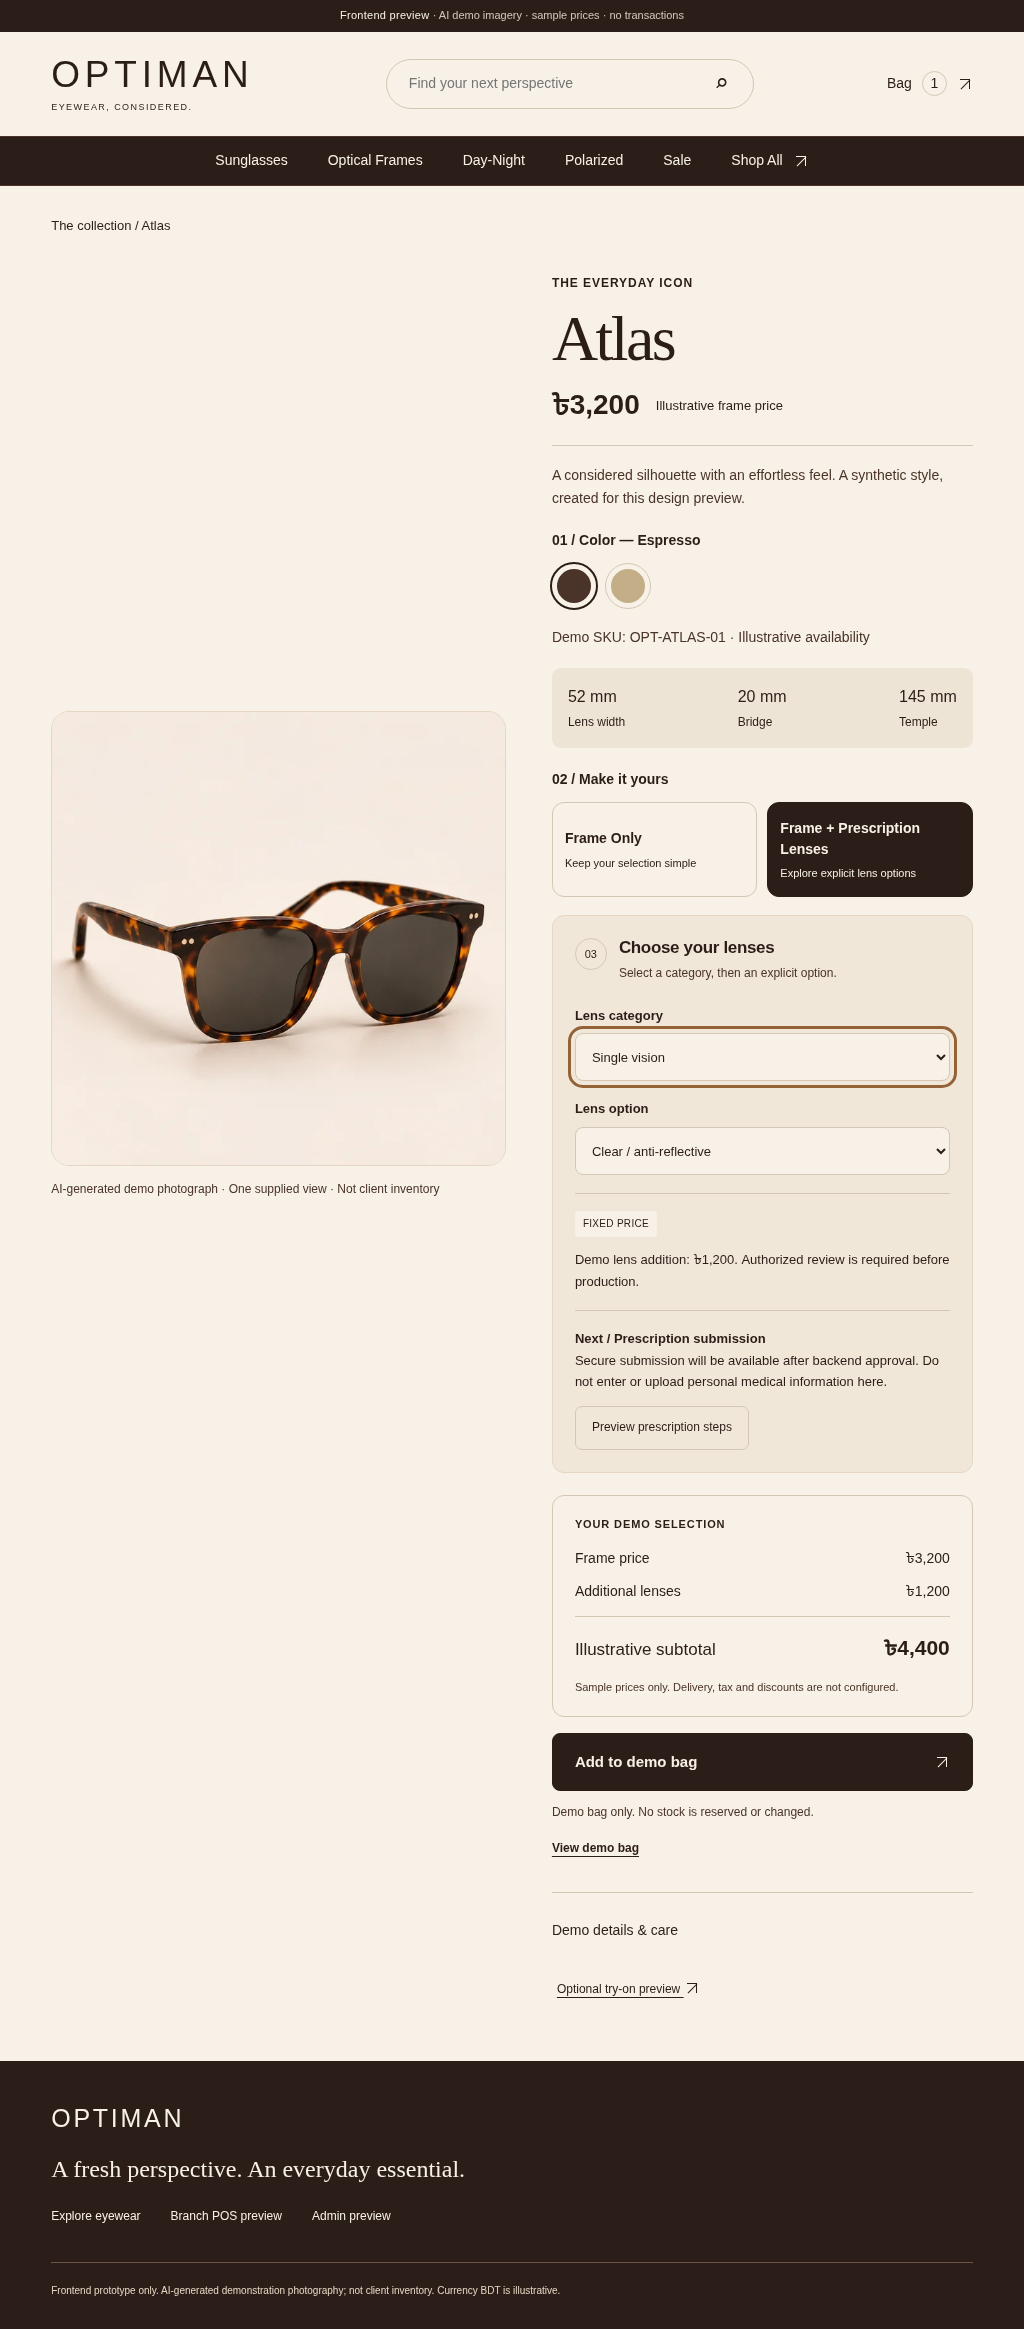 Frontend preview · AI demo imagery · sample prices · no transactions
OPTIMAN
EYEWEAR, CONSIDERED.
Find your next perspective
Bag 1
Sunglasses Optical Frames Day-Night Polarized Sale Shop All
The collection / Atlas
THE EVERYDAY ICON
Atlas
৳3,200 Illustrative frame price
A considered silhouette with an effortless feel. A synthetic style,
created for this design preview.
01 / Color — Espresso
Demo SKU: OPT-ATLAS-01 · Illustrative availability
52 mm 20 mm 145 mm
Lens width Bridge Temple
02 / Make it yours
Frame Only
Keep your selection simple
Frame + Prescription
Lenses
Explore explicit lens options
03 Choose your lenses
Select a category, then an explicit option.
Lens category
Single vision
Lens option
Clear / anti-reflective
FIXED PRICE
Demo lens addition: ৳1,200. Authorized review is required before
production.
Next / Prescription submission
Secure submission will be available after backend approval. Do
not enter or upload personal medical information here.
Preview prescription steps
AI-generated demo photograph · One supplied view · Not client inventory
YOUR DEMO SELECTION
Frame price ৳3,200
Additional lenses ৳1,200
Illustrative subtotal ৳4,400
Sample prices only. Delivery, tax and discounts are not configured.
Add to demo bag
Demo bag only. No stock is reserved or changed.
View demo bag
Demo details & care
Optional try-on preview
OPTIMAN
A fresh perspective. An everyday essential.
Explore eyewear Branch POS preview Admin preview
Frontend prototype only. AI-generated demonstration photography; not client inventory. Currency BDT is illustrative.